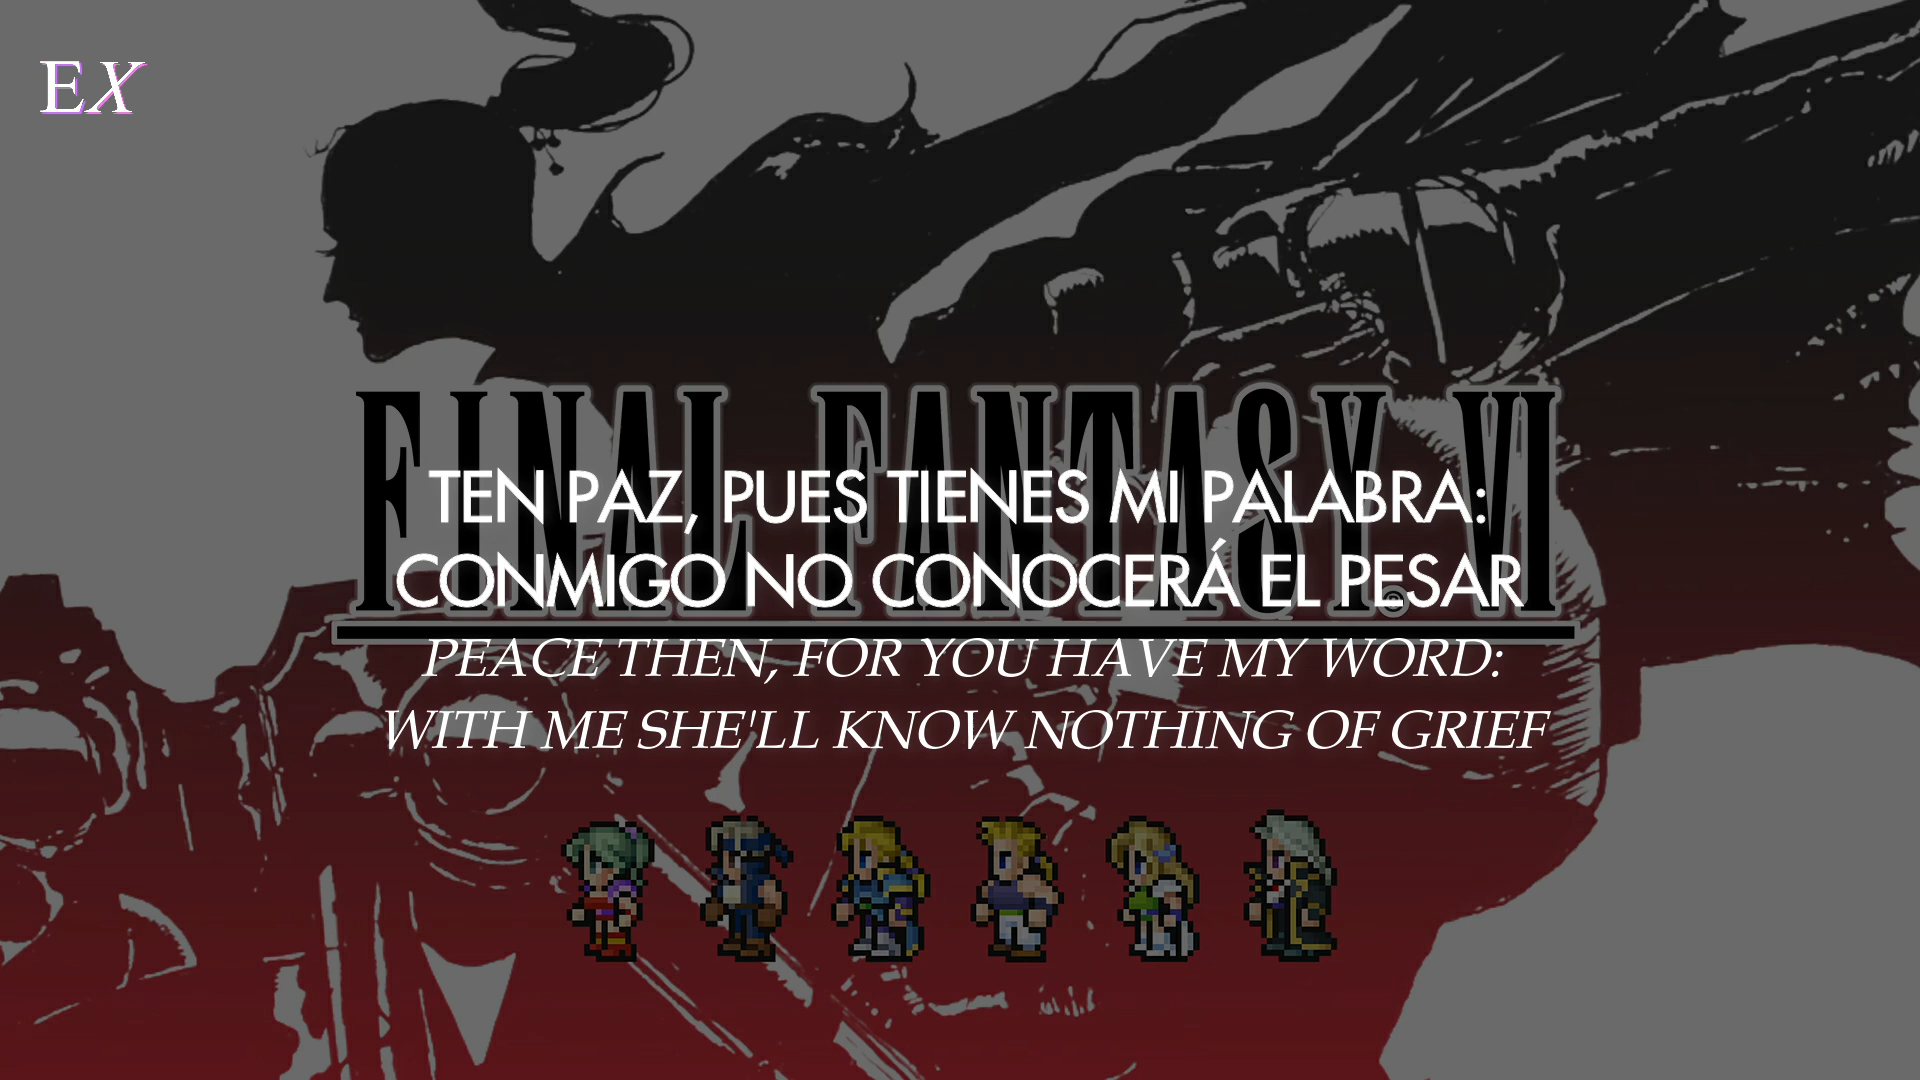 EX
FINAL FANTASY VI
TEN PAZ, PUES TIENES MI PALABRA:
CONMIGO NO CONOCERÁ EL PESAR
PEACE THEN, FOR YOU HAVE MY WORD:
WITH ME SHE'LL KNOW NOTHING OF GRIEF